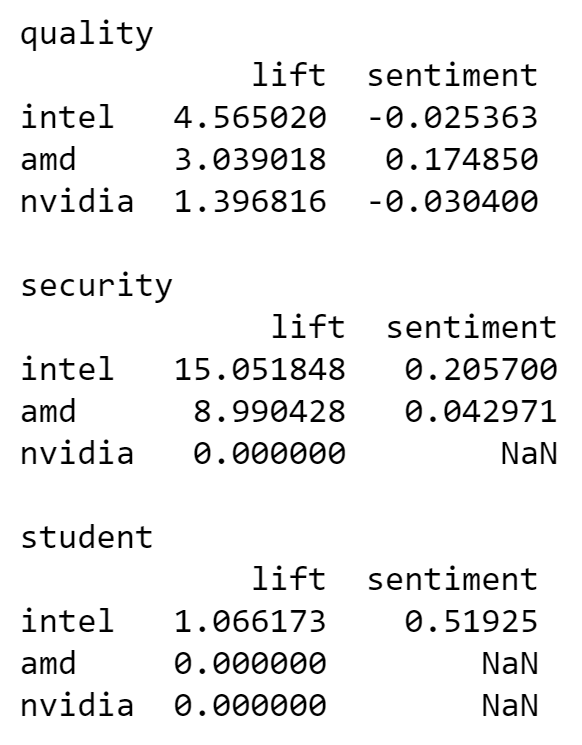 quality
lift sentiment
intel 4.565020 -0.025363
amd 3.039018 0.174850
nvidia 1.396816 -0.030400
security
lift sentiment
intel 15.051848 0.205700
amd 8.990428 0.042971
nvidia 0.000000 NaN
student
lift sentiment
intel 1.066173 0.51925
amd 0.000000 NaN
nvidia 0.000000 NaN